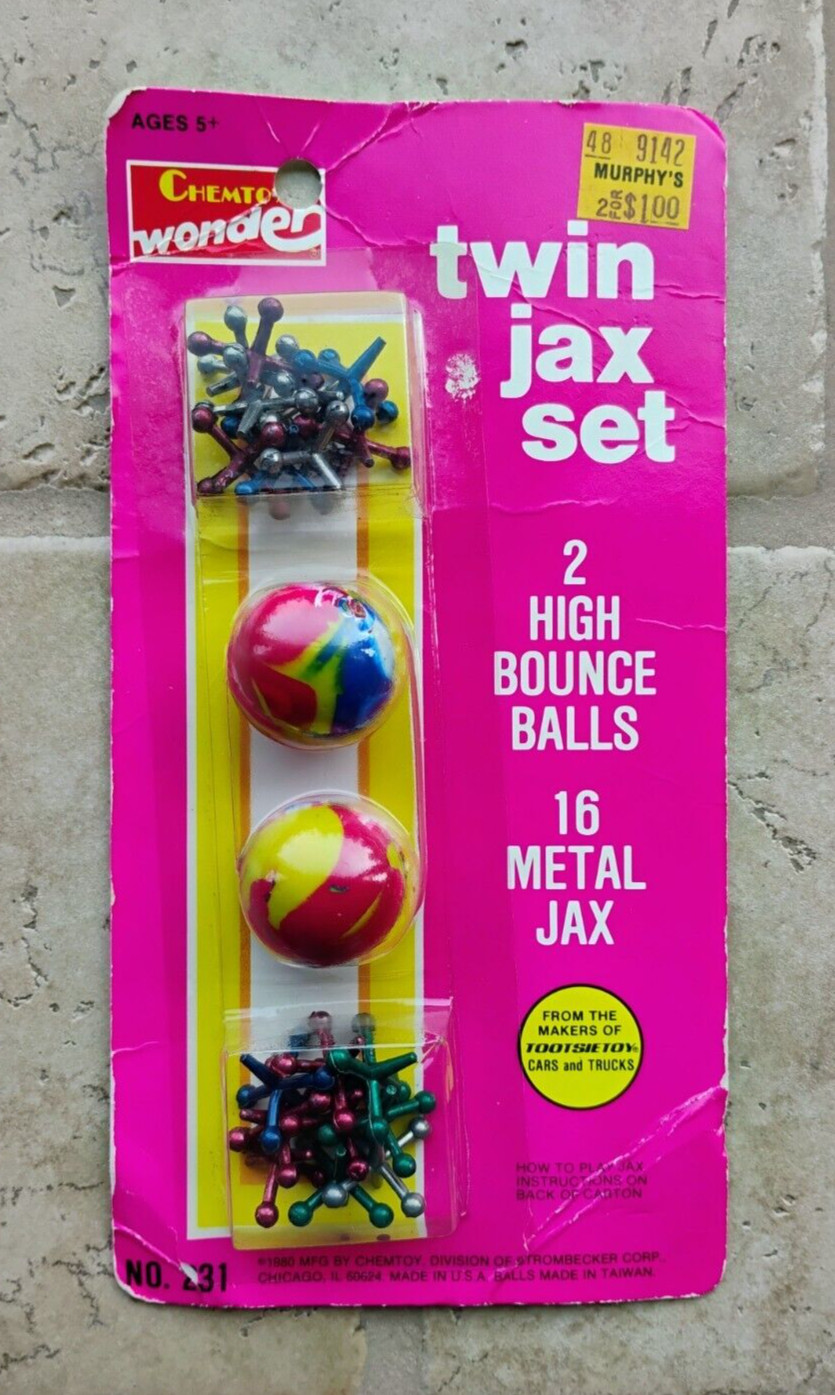 AGES 5+
CHEMTO
wonder
48 9142
MURPHY'S
2 FOR $1.00
twin
jax
set
2
HIGH
BOUNCE
BALLS
16
METAL
JAX
FROM THE
MAKERS OF
TOOTSIETOY®
CARS and TRUCKS
HOW TO PLAY JAX
INSTRUCTIONS ON
BACK OF CARTON
NO. 231
©1980 MFG BY CHEMTOY, DIVISION OF STROMBECKER CORP.,
CHICAGO, IL 60624. MADE IN U.S.A. BALLS MADE IN TAIWAN.